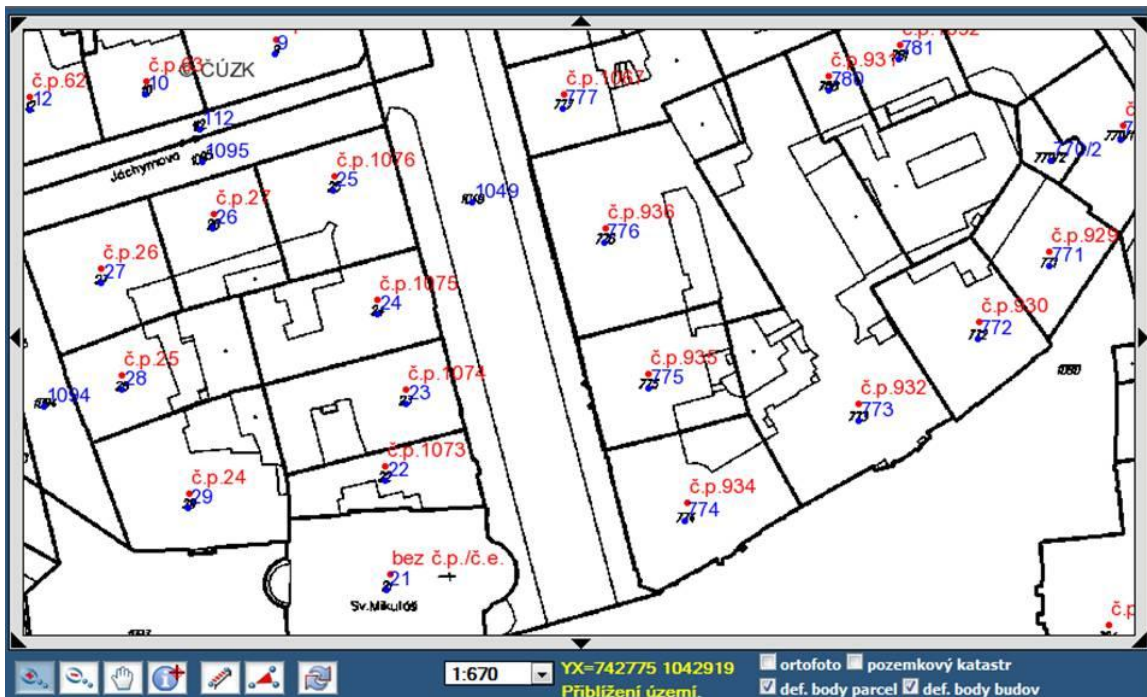 © ČÚZK
č.p.62
12
č.p.63
10
9
112
1095
Jáchymova
č.p.1067
777
č.p.931
780
781
770/2
č.p.1076
25
č.p.27
26
1049
č.p.936
776
č.p.929
771
č.p.26
27
č.p.1075
24
č.p.930
772
č.p.25
28
1094
č.p.1074
23
č.p.935
775
č.p.932
773
č.p.24
29
č.p.1073
22
č.p.934
774
bez č.p./č.e.
21
Sv.Mikuláš
1:670
YX=742775 1042919
Přiblížení území.
ortofoto
pozemkový katastr
def. body parcel
def. body budov